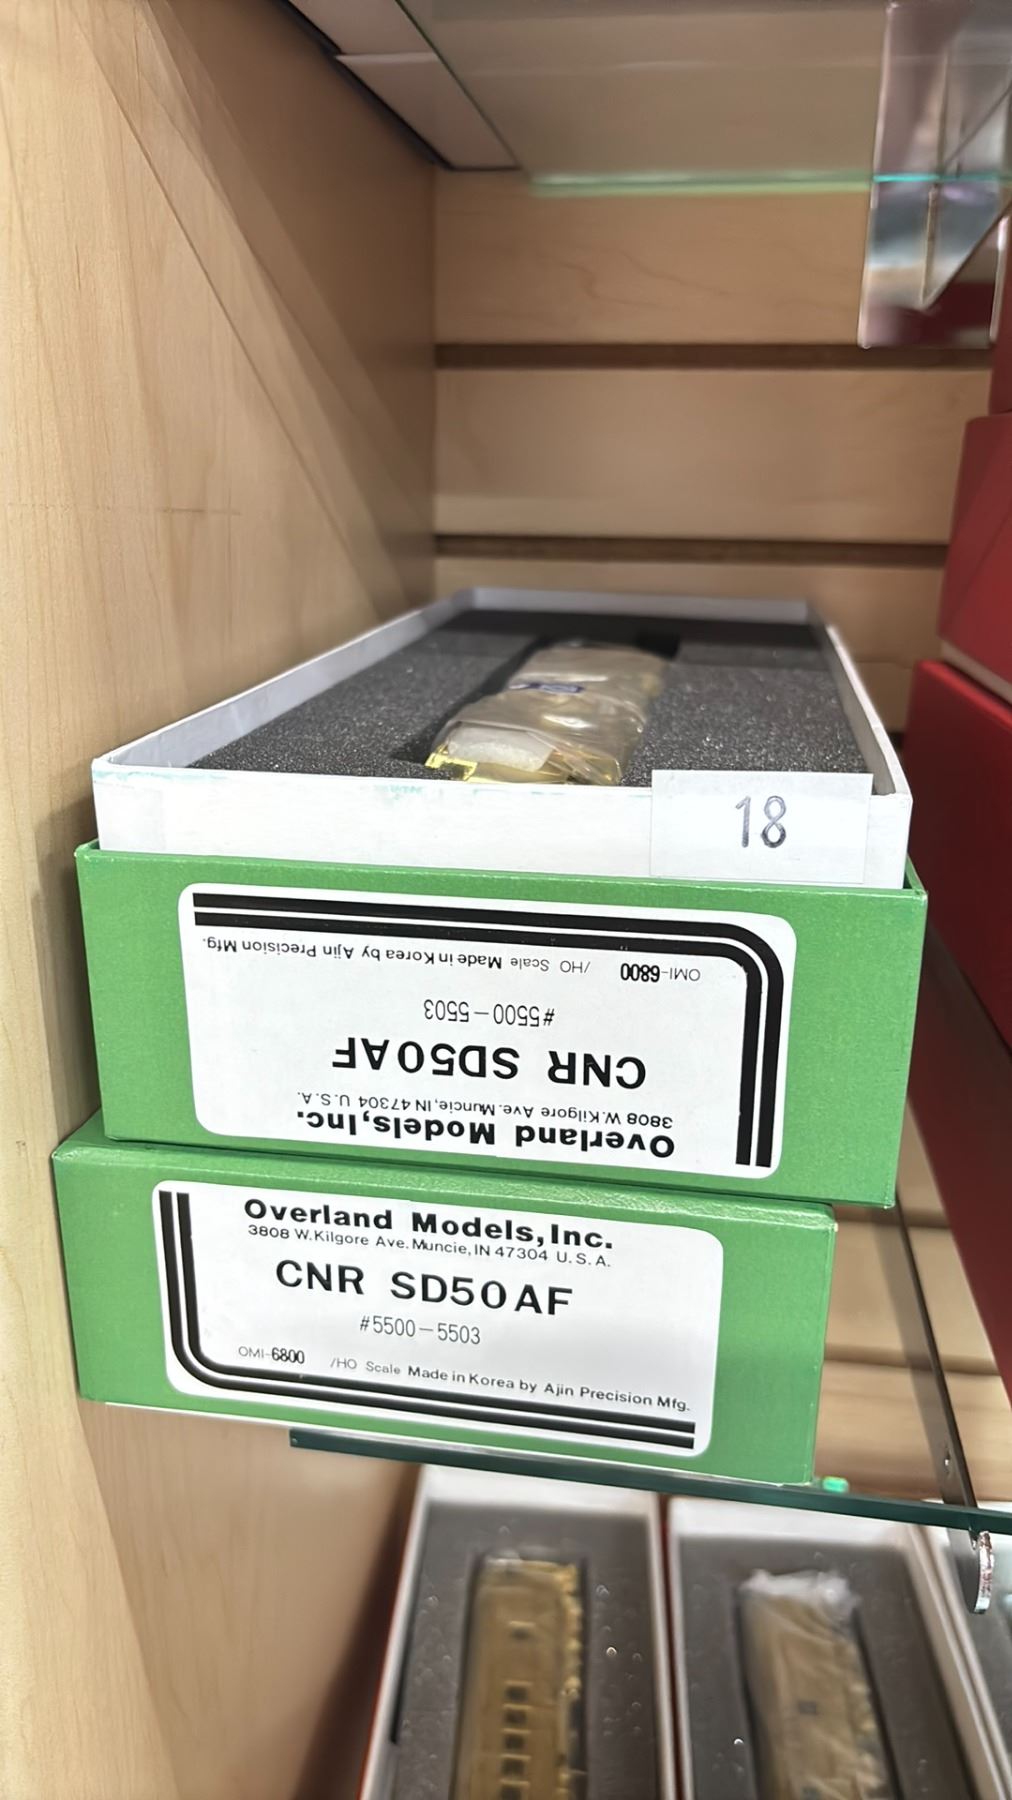 18
OMI-6800 /HO Scale Made in Korea by Ajin Precision Mfg.
#5500-5503
CNR SD50AF
3808 W.Kilgore Ave.Muncie,IN 47304 U.S.A.
Overland Models,Inc.
Overland Models,Inc.
3808 W.Kilgore Ave.Muncie,IN 47304 U.S.A.
CNR SD50AF
#5500-5503
OMI-6800 /HO Scale Made in Korea by Ajin Precision Mfg.